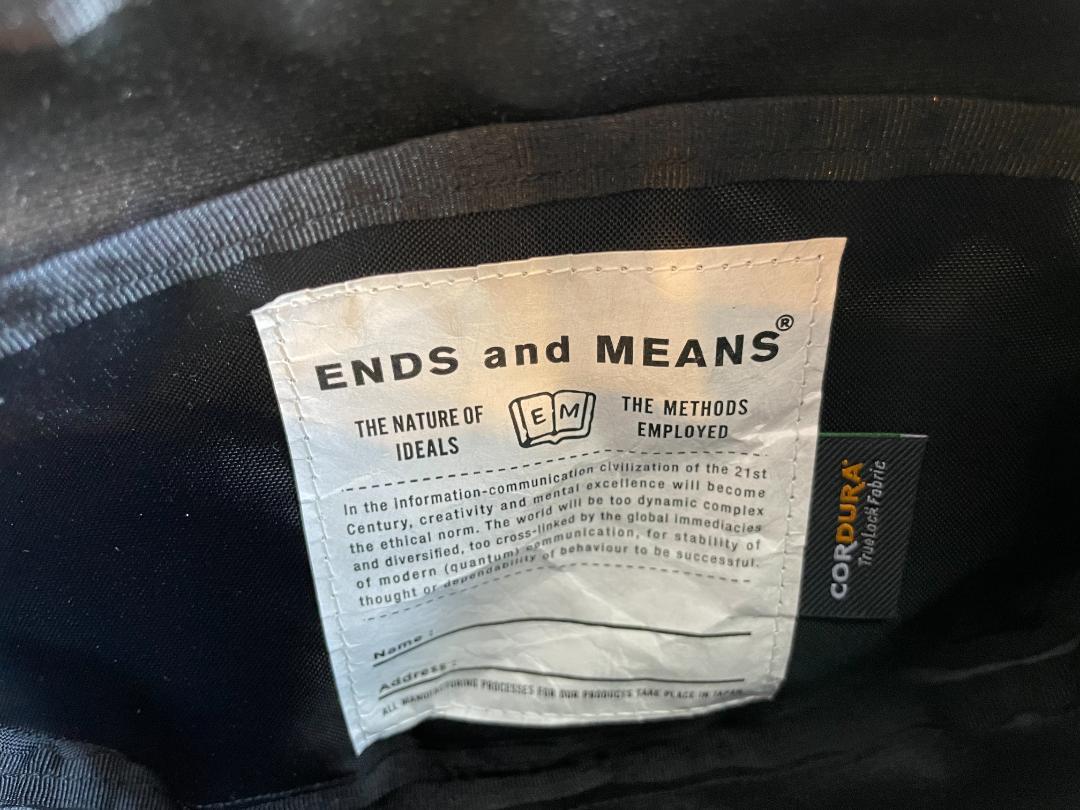 ENDS and MEANS®
THE NATURE OF
IDEALS
E M
THE METHODS
EMPLOYED
In the information-communication civilization of the 21st
Century, creativity and mental excellence will become
the ethical norm. The world will be too dynamic complex
and diversified, too cross-linked by the global immediacies
of modern (quantum) communication, for stability of
thought or dependability of behaviour to be successful.
Name :
Address :
ALL MANUFACTURING PROCESSES FOR OUR PRODUCTS TAKE PLACE IN JAPAN
CORDURA
TrueLock Fabric